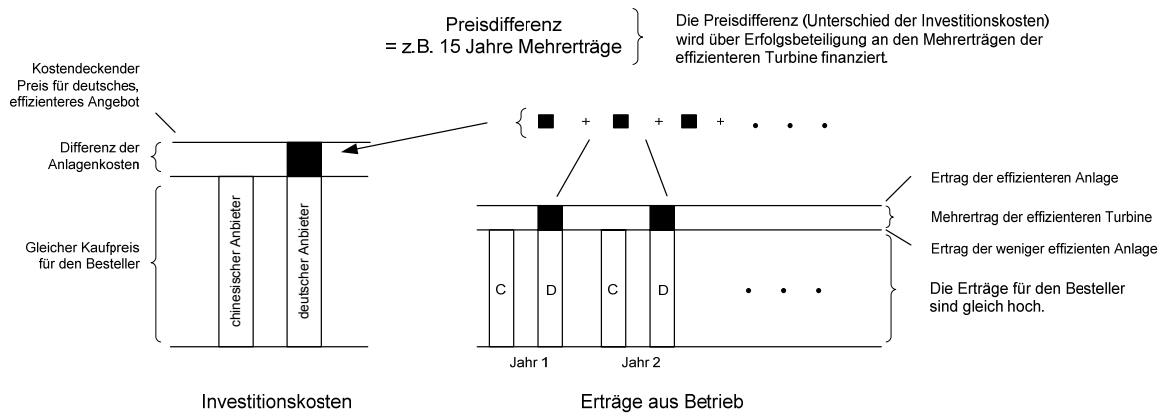 Preisdifferenz
= z.B. 15 Jahre Mehrerträge
Die Preisdifferenz (Unterschied der Investitionskosten)
wird über Erfolgsbeteiligung an den Mehrerträgen der
effizienteren Turbine finanziert.
Kostendeckender
Preis für deutsches,
effizienteres Angebot
Differenz der
Anlagenkosten
Gleicher Kaufpreis
für den Besteller
chinesischer Anbieter
deutscher Anbieter
Investitionskosten
+ + + . . .
Ertrag der effizienteren Anlage
Mehrertrag der effizienteren Turbine
Ertrag der weniger effizienten Anlage
C D C D . . .
Die Erträge für den Besteller
sind gleich hoch.
Jahr 1 Jahr 2
Erträge aus Betrieb